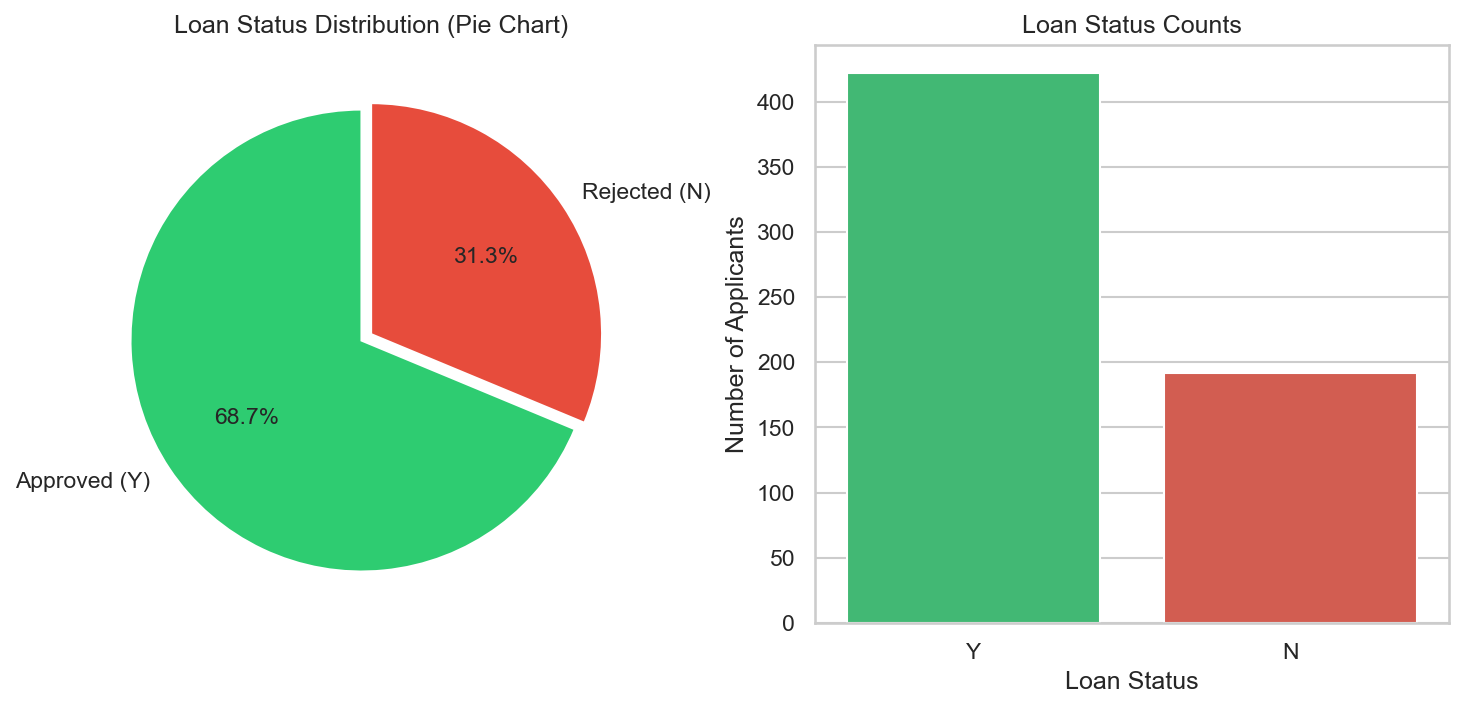 Loan Status Distribution (Pie Chart)
Rejected (N)
31.3%
68.7%
Approved (Y)
Loan Status Counts
Number of Applicants
400
350
300
250
200
150
100
50
0
Y
N
Loan Status